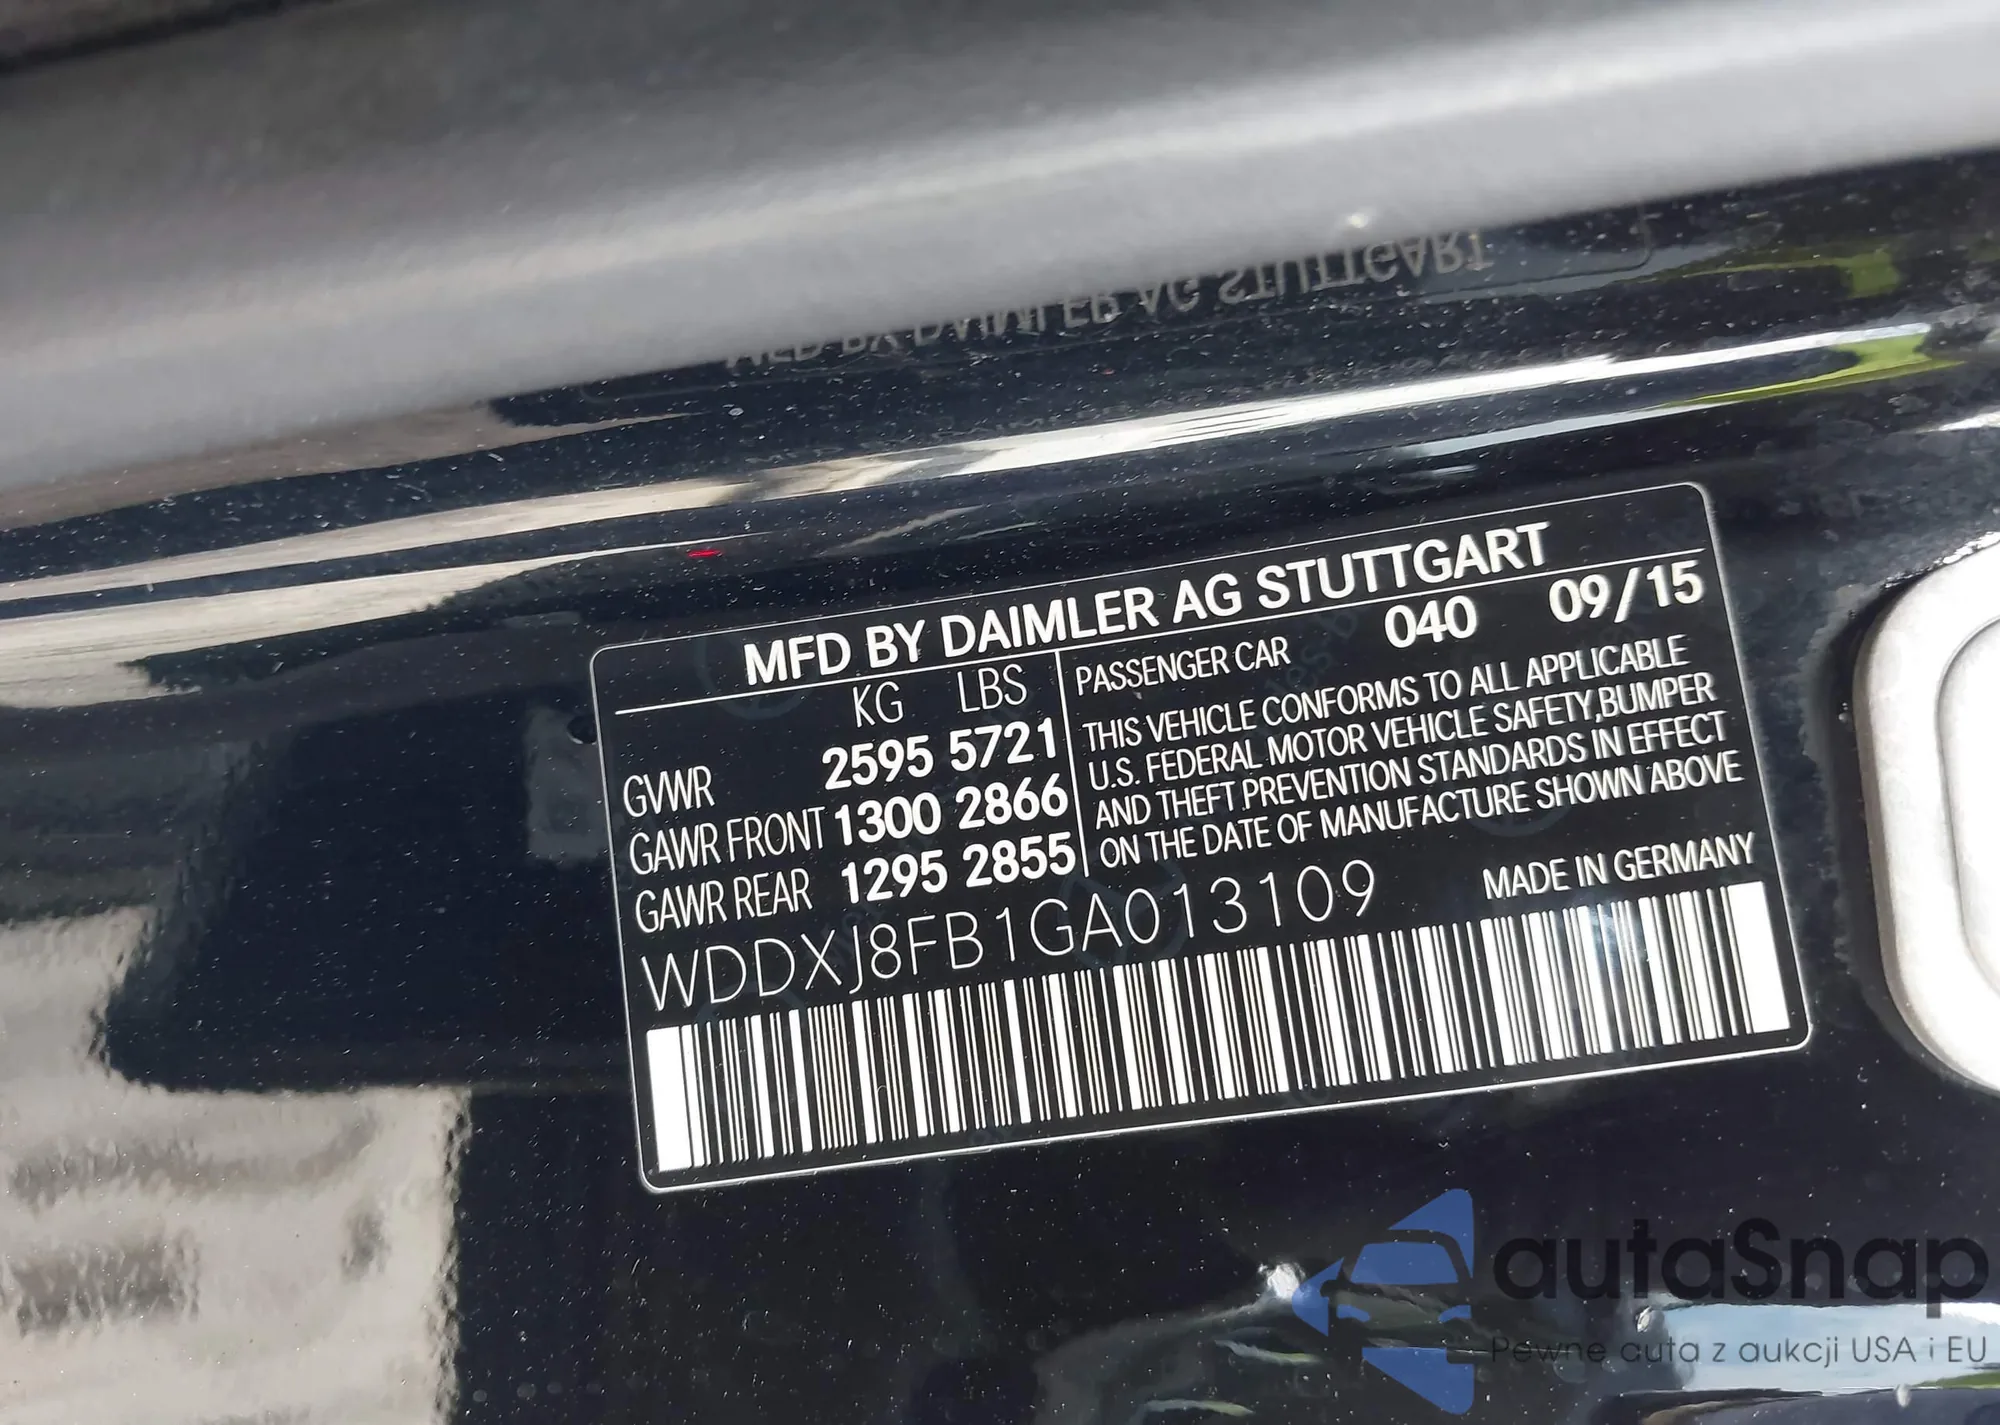 MFD BY DAIMLER AG STUTTGART
KG LBS
GVWR 2595 5721
GAWR FRONT 1300 2866
GAWR REAR 1295 2855
PASSENGER CAR 040 09/15
THIS VEHICLE CONFORMS TO ALL APPLICABLE
U.S. FEDERAL MOTOR VEHICLE SAFETY,BUMPER
AND THEFT PREVENTION STANDARDS IN EFFECT
ON THE DATE OF MANUFACTURE SHOWN ABOVE
WDDXJ8FB1GA013109
MADE IN GERMANY
autaSnap
Pewne auta z aukcji USA i EU